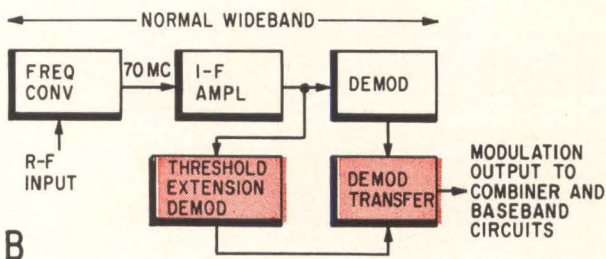 NORMAL WIDEBAND
FREQ
CONV
70 MC
I-F
AMPL
DEMOD
R-F
INPUT
THRESHOLD
EXTENSION
DEMOD
DEMOD
TRANSFER
MODULATION
OUTPUT TO
COMBINER AND
BASEBAND
CIRCUITS
B